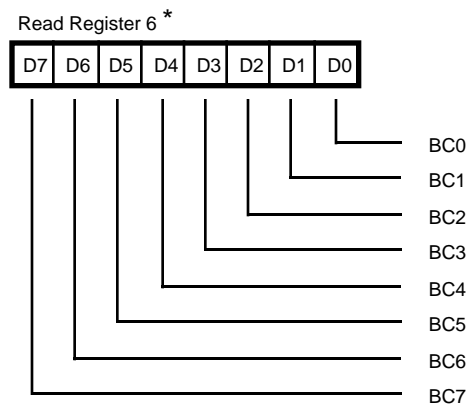 Read Register 6 *
D7 D6 D5 D4 D3 D2 D1 D0
BC0
BC1
BC2
BC3
BC4
BC5
BC6
BC7